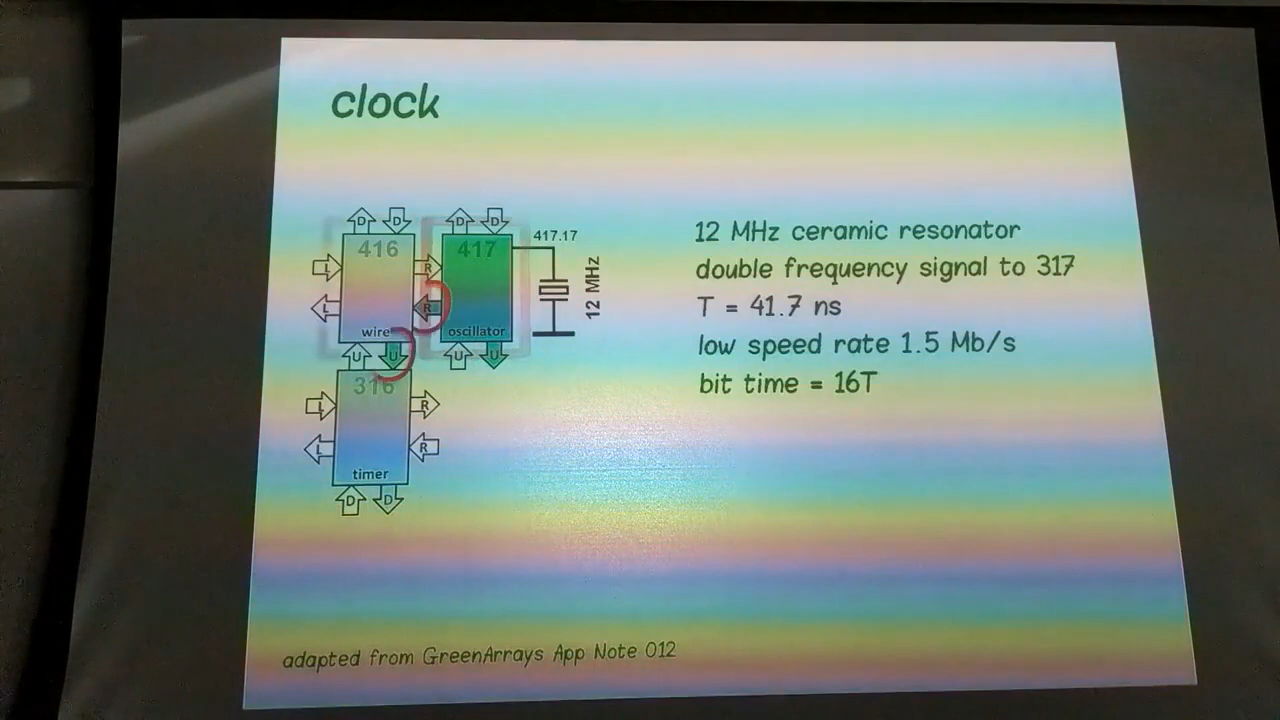 clock
D D D D
416 417 417.17
L R
L R
12 MHz
wire oscillator
U U U U
316
L R
L R
timer
D D
12 MHz ceramic resonator
double frequency signal to 317
T = 41.7 ns
low speed rate 1.5 Mb/s
bit time = 16T
adapted from GreenArrays App Note 012